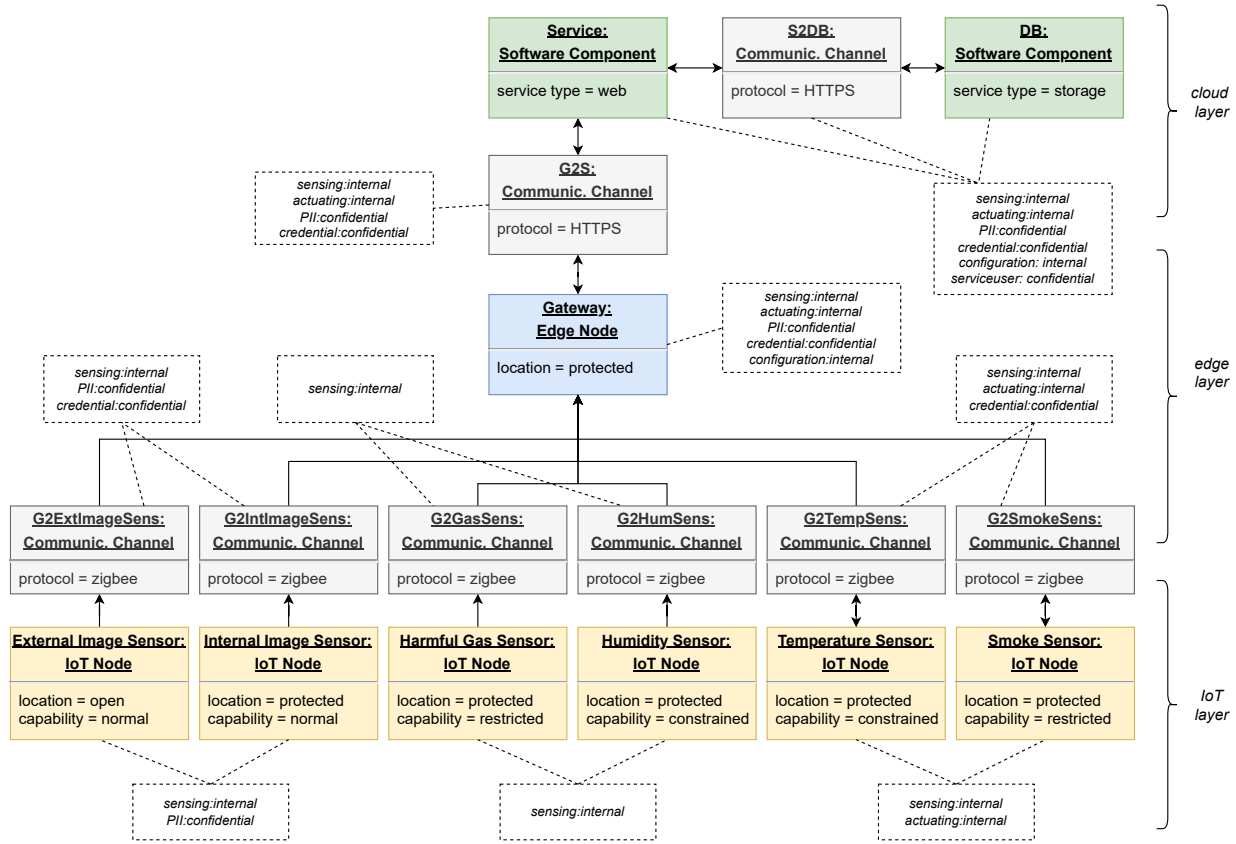 Service:
Software Component
service type = web
S2DB:
Communic. Channel
protocol = HTTPS
DB:
Software Component
service type = storage
cloud
layer
G2S:
Communic. Channel
protocol = HTTPS
sensing:internal
actuating:internal
PII:confidential
credential:confidential
sensing:internal
actuating:internal
PII:confidential
credential:confidential
configuration: internal
serviceuser: confidential
Gateway:
Edge Node
location = protected
sensing:internal
actuating:internal
PII:confidential
credential:confidential
configuration:internal
edge
layer
sensing:internal
PII:confidential
credential:confidential
sensing:internal
sensing:internal
actuating:internal
credential:confidential
G2ExtImageSens:
Communic. Channel
protocol = zigbee
G2IntImageSens:
Communic. Channel
protocol = zigbee
G2GasSens:
Communic. Channel
protocol = zigbee
G2HumSens:
Communic. Channel
protocol = zigbee
G2TempSens:
Communic. Channel
protocol = zigbee
G2SmokeSens:
Communic. Channel
protocol = zigbee
External Image Sensor:
IoT Node
location = open
capability = normal
Internal Image Sensor:
IoT Node
location = protected
capability = normal
Harmful Gas Sensor:
IoT Node
location = protected
capability = restricted
Humidity Sensor:
IoT Node
location = protected
capability = constrained
Temperature Sensor:
IoT Node
location = protected
capability = constrained
Smoke Sensor:
IoT Node
location = protected
capability = restricted
IoT
layer
sensing:internal
PII:confidential
sensing:internal
sensing:internal
actuating:internal